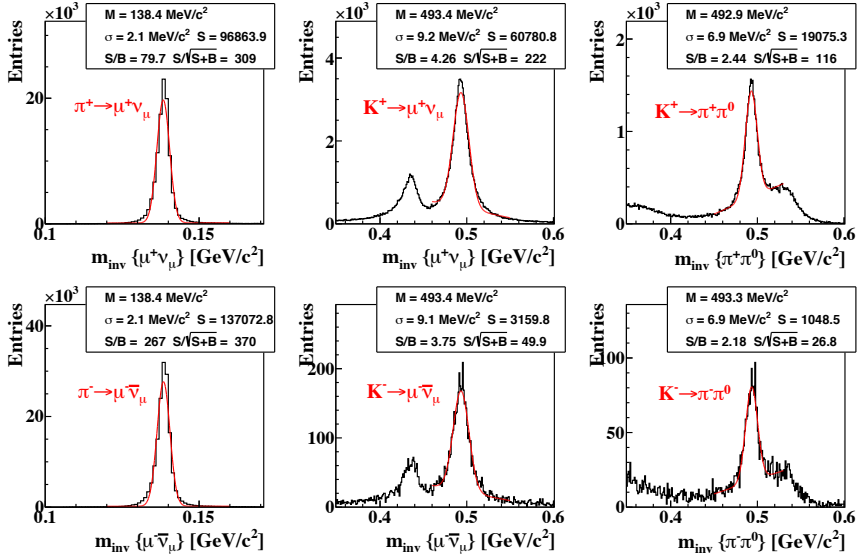 ×10³
M = 138.4 MeV/c²
σ = 2.1 MeV/c² S = 96863.9
S/B = 79.7 S/√S+B = 309
Entries
20
0
π⁺→μ⁺ν_μ
0.1 0.15
m_inv {μ⁺ν_μ} [GeV/c²]
×10³
M = 493.4 MeV/c²
σ = 9.2 MeV/c² S = 60780.8
S/B = 4.26 S/√S+B = 222
Entries
4
2
0
K⁺→μ⁺ν_μ
0.4 0.5 0.6
m_inv {μ⁺ν_μ} [GeV/c²]
×10³
M = 492.9 MeV/c²
σ = 6.9 MeV/c² S = 19075.3
S/B = 2.44 S/√S+B = 116
Entries
2
1
0
K⁺→π⁺π⁰
0.4 0.5 0.6
m_inv {π⁺π⁰} [GeV/c²]
×10³
M = 138.4 MeV/c²
σ = 2.1 MeV/c² S = 137072.8
S/B = 267 S/√S+B = 370
Entries
40
20
0
π⁻→μ⁻ν̅_μ
0.1 0.15
m_inv {μ⁻ν̅_μ} [GeV/c²]
M = 493.4 MeV/c²
σ = 9.1 MeV/c² S = 3159.8
S/B = 3.75 S/√S+B = 49.9
Entries
200
100
0
K⁻→μ⁻ν̅_μ
0.4 0.5 0.6
m_inv {μ⁻ν̅_μ} [GeV/c²]
M = 493.3 MeV/c²
σ = 6.9 MeV/c² S = 1048.5
S/B = 2.18 S/√S+B = 26.8
Entries
100
50
0
K⁻→π⁻π⁰
0.4 0.5 0.6
m_inv {π⁻π⁰} [GeV/c²]